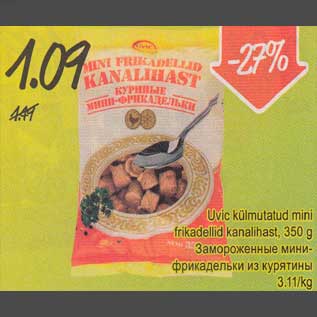 1.09
1.49
-27%
Uvic
MINI FRIKADELLID
KANALIHAST
КУРИНЫЕ
МИНИ-ФРИКАДЕЛЬКИ
Uvic külmutatud mini
frikadellid kanalihast, 350 g
Замороженные мини-
фрикадельки из курятины
3.11/kg